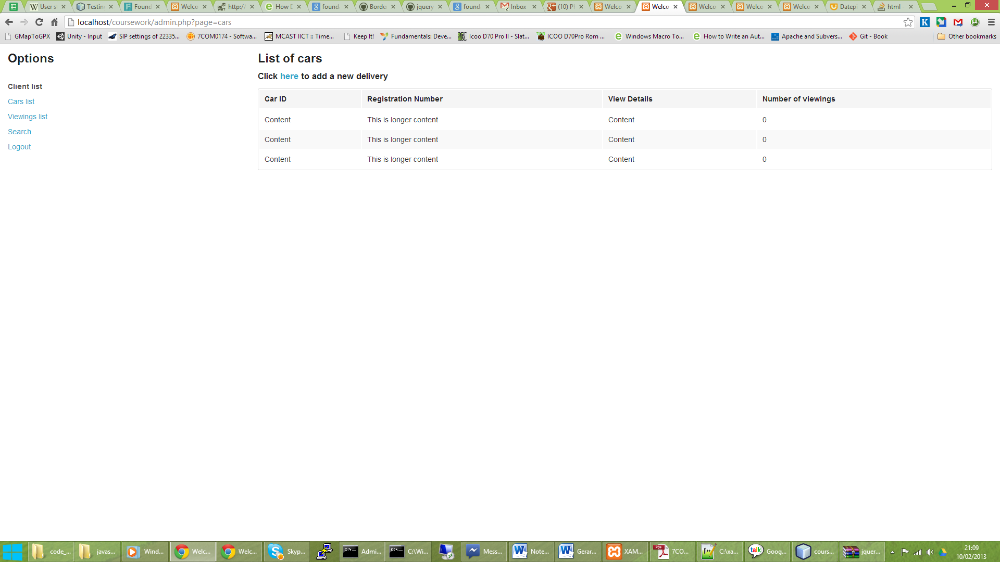 User st Testin Found Welco http:/ How D found Borde jquery found Inbox (10) Pl Welco Welco Welco Welco Welco Datepi html -
localhost/coursework/admin.php?page=cars
GMapToGPX Unity - Input SIP settings of 22335... 7COM0174 - Softwa... MCAST IICT :: Time... Keep It! Fundamentals: Deve... Icoo D70 Pro II - Slat... ICOO D70Pro Rom ... Windows Macro To... How to Write an Aut... Apache and Subvers... Git - Book Other bookmarks
Options
Client list
Cars list
Viewings list
Search
Logout
List of cars
Click here to add a new delivery
Car ID Registration Number View Details Number of viewings
Content This is longer content Content 0
Content This is longer content Content 0
Content This is longer content Content 0
code_... javas... Wind... Welc... Welc... Skyp... Admi... C:\Wi... Mess... Note... Gerar... XAM... 7CO... C:\xa... Goog... cours... jquer... 21:09
10/02/2013